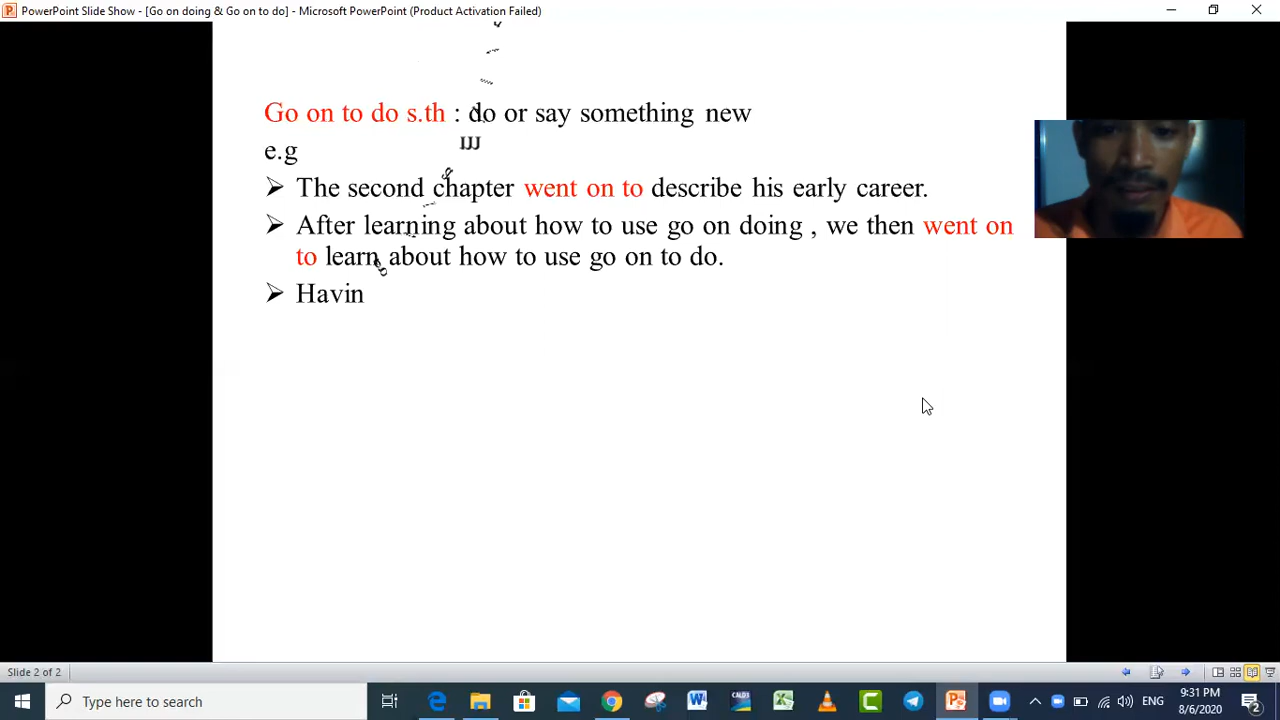 PowerPoint Slide Show - [Go on doing & Go on to do] - Microsoft PowerPoint (Product Activation Failed)
Go on to do s.th : do or say something new
e.g
➢ The second chapter went on to describe his early career.
➢ After learning about how to use go on doing , we then went on
to learn about how to use go on to do.
➢ Havin
Slide 2 of 2
Type here to search
CALD3
ENG
9:31 PM
8/6/2020
2